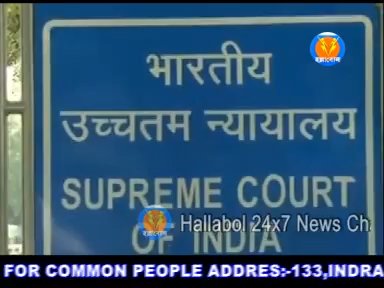 भारतीय
उच्चतम न्यायालय
SUPREME COURT
Hallabol 24x7 News Ch
OF INDIA
FOR COMMON PEOPLE ADDRES:-133,INDRA